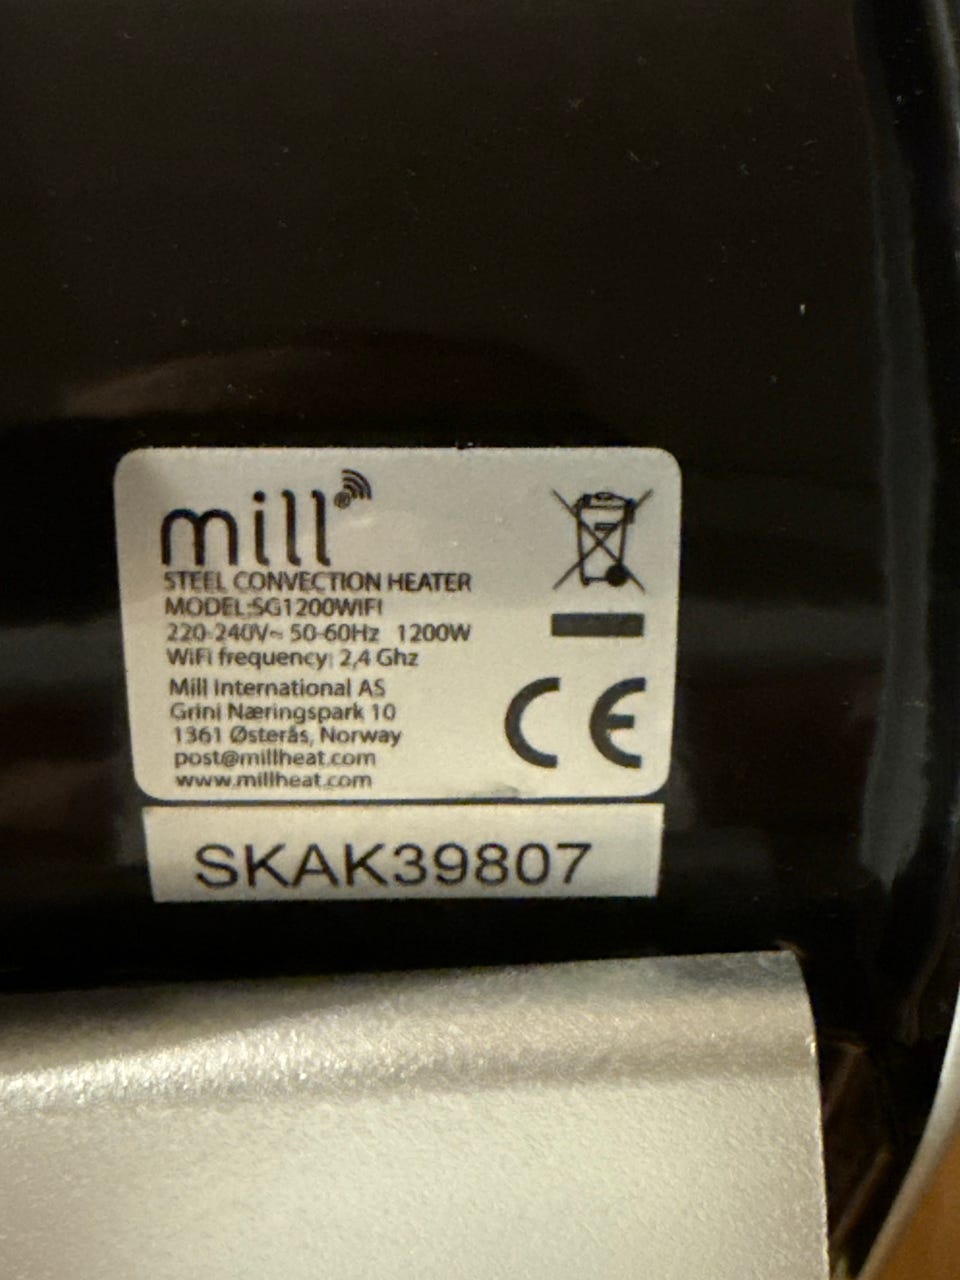 mill®
STEEL CONVECTION HEATER
MODEL:SG1200WIFI
220-240V~ 50-60Hz 1200W
WiFi frequency: 2,4 Ghz
Mill International AS
Grini Næringspark 10
1361 Østerås, Norway
post@millheat.com
www.millheat.com
CE
SKAK39807